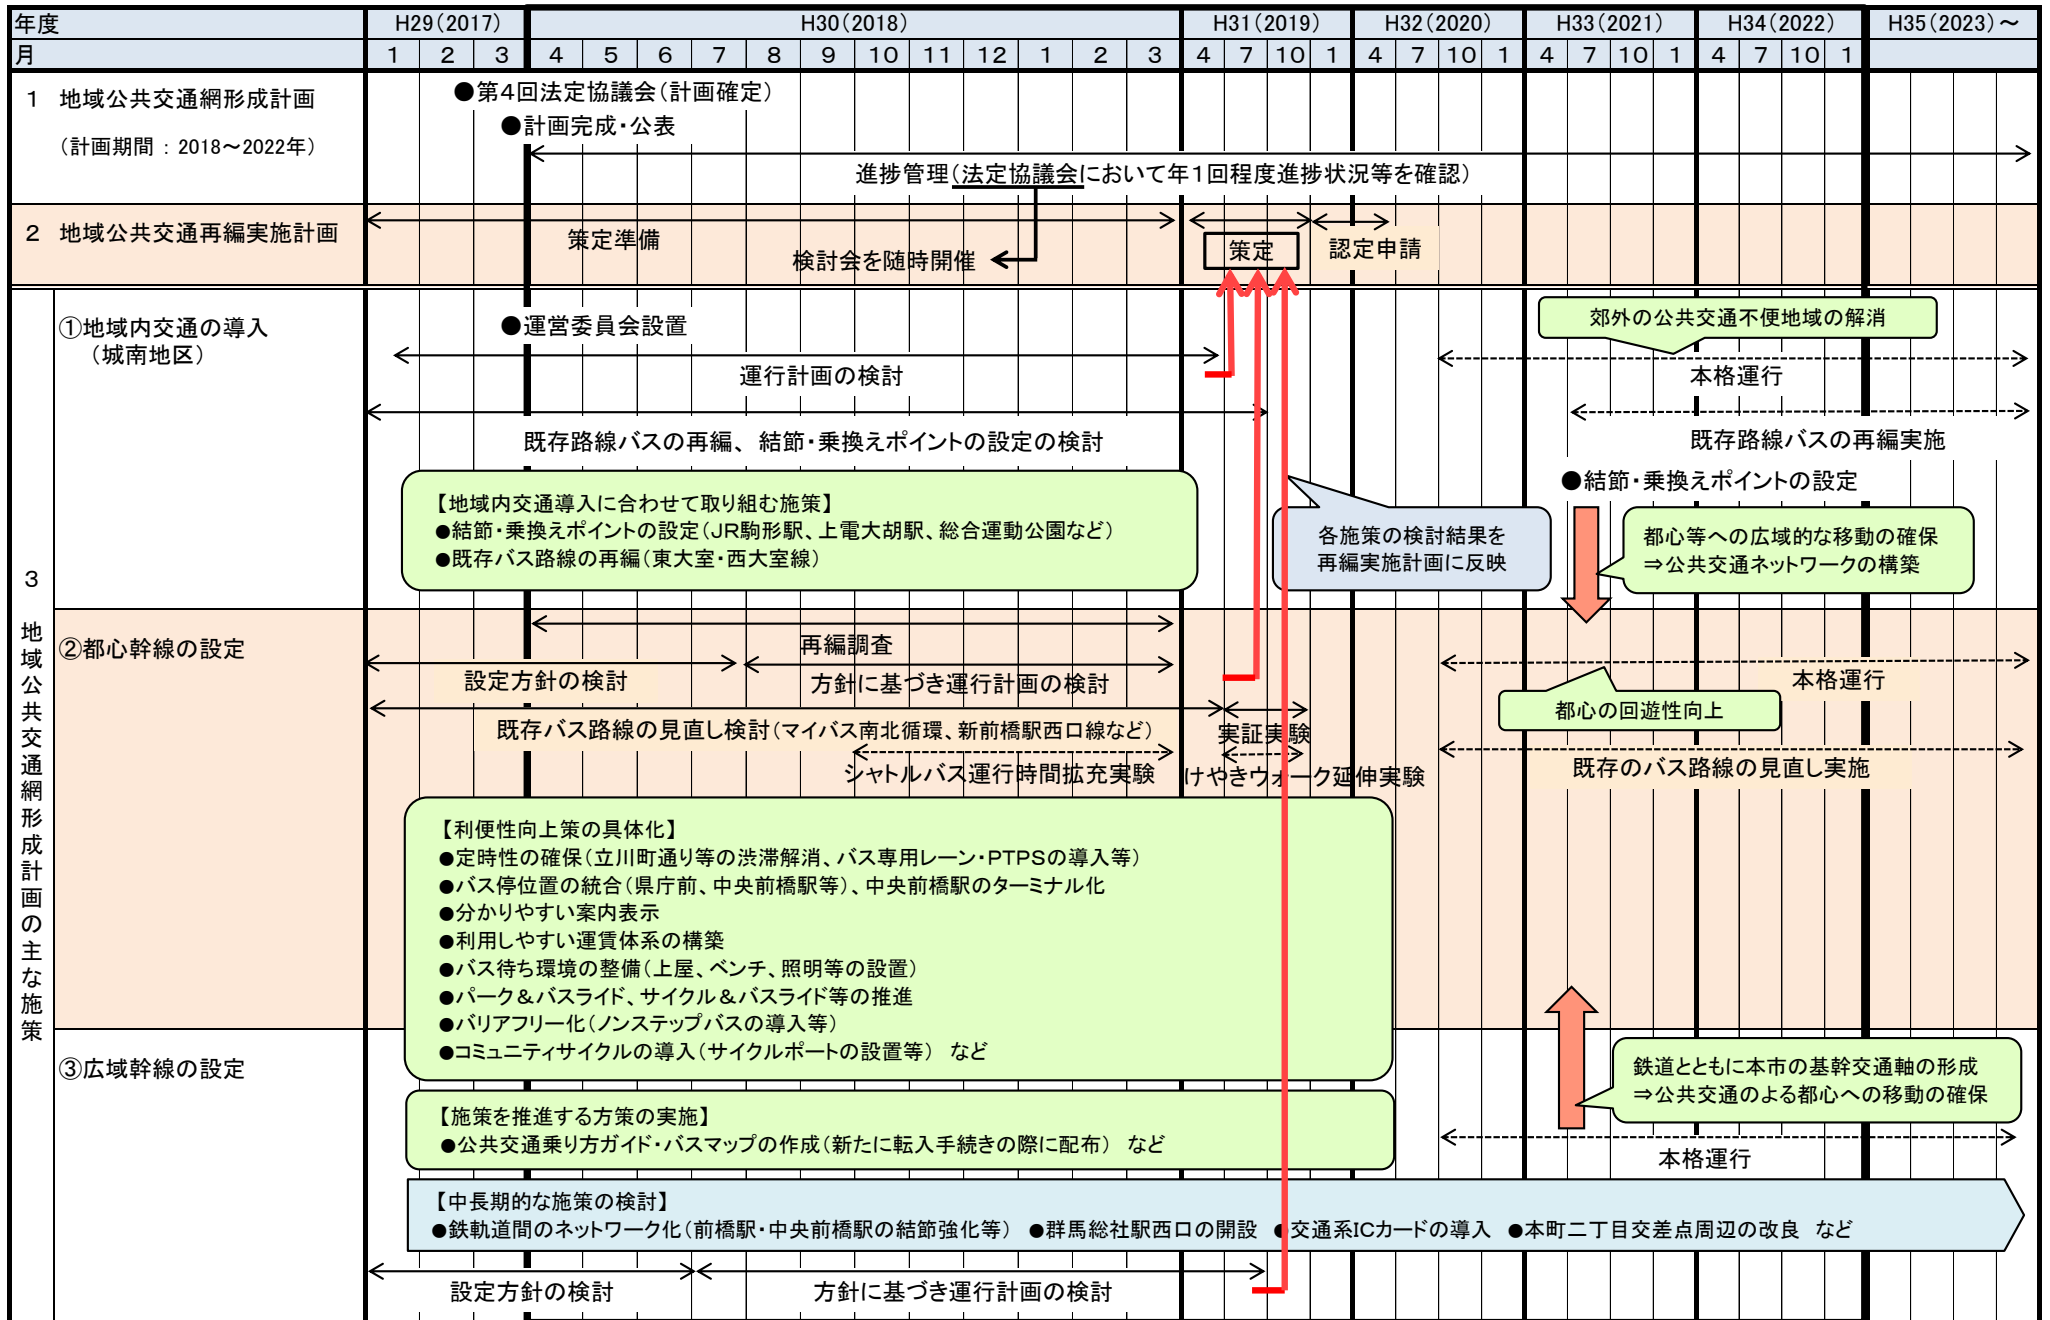 年度 H29(2017) H30(2018) H31(2019) H32(2020) H33(2021) H34(2022) H35(2023)～
月 1 2 3 4 5 6 7 8 9 10 11 12 1 2 3 4 7 10 1 4 7 10 1 4 7 10 1 4 7 10 1
1 地域公共交通網形成計画
(計画期間:2018～2022年)
●第4回法定協議会(計画確定)
●計画完成・公表
進捗管理(法定協議会において年1回程度進捗状況等を確認)
2 地域公共交通再編実施計画
策定準備
検討会を随時開催
策定
認定申請
3 地域公共交通網形成計画の主な施策
①地域内交通の導入
(城南地区)
●運営委員会設置
運行計画の検討
郊外の公共交通不便地域の解消
本格運行
既存路線バスの再編、結節・乗換えポイントの設定の検討
既存路線バスの再編実施
●結節・乗換えポイントの設定
【地域内交通導入に合わせて取り組む施策】
●結節・乗換えポイントの設定(JR駒形駅、上電大胡駅、総合運動公園など)
●既存バス路線の再編(東大室・西大室線)
各施策の検討結果を
再編実施計画に反映
都心等への広域的な移動の確保
⇒公共交通ネットワークの構築
②都心幹線の設定
再編調査
設定方針の検討
方針に基づき運行計画の検討
本格運行
都心の回遊性向上
既存バス路線の見直し検討(マイバス南北循環、新前橋駅西口線など)
実証実験
シャトルバス運行時間拡充実験
けやきウォーク延伸実験
既存のバス路線の見直し実施
【利便性向上策の具体化】
●定時性の確保(立川町通り等の渋滞解消、バス専用レーン・PTPSの導入等)
●バス停位置の統合(県庁前、中央前橋駅等)、中央前橋駅のターミナル化
●分かりやすい案内表示
●利用しやすい運賃体系の構築
●バス待ち環境の整備(上屋、ベンチ、照明等の設置)
●パーク&バスライド、サイクル&バスライド等の推進
●バリアフリー化(ノンステップバスの導入等)
●コミュニティサイクルの導入(サイクルポートの設置等) など
③広域幹線の設定
鉄道とともに本市の基幹交通軸の形成
⇒公共交通のよる都心への移動の確保
【施策を推進する方策の実施】
●公共交通乗り方ガイド・バスマップの作成(新たに転入手続きの際に配布) など
本格運行
【中長期的な施策の検討】
●鉄軌道間のネットワーク化(前橋駅・中央前橋駅の結節強化等) ●群馬総社駅西口の開設 ●交通系ICカードの導入 ●本町二丁目交差点周辺の改良 など
設定方針の検討
方針に基づき運行計画の検討